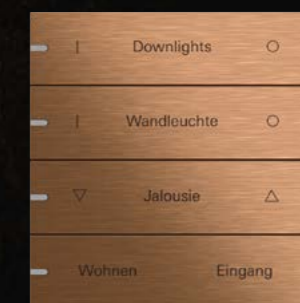 | Downlights ○
| Wandleuchte ○
▽ Jalousie △
Wohnen Eingang